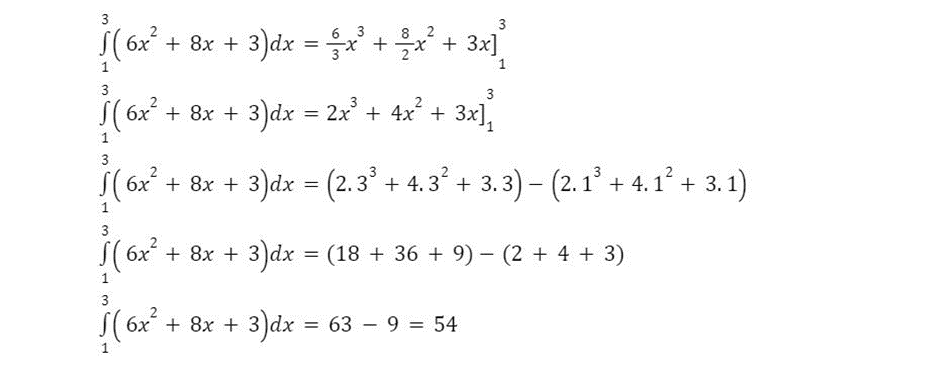 ∫₁³(6x² + 8x + 3)dx = 6/3x³ + 8/2x² + 3x]₁³
∫₁³(6x² + 8x + 3)dx = 2x³ + 4x² + 3x]₁³
∫₁³(6x² + 8x + 3)dx = (2.3³ + 4.3² + 3.3) − (2.1³ + 4.1² + 3.1)
∫₁³(6x² + 8x + 3)dx = (18 + 36 + 9) − (2 + 4 + 3)
∫₁³(6x² + 8x + 3)dx = 63 − 9 = 54